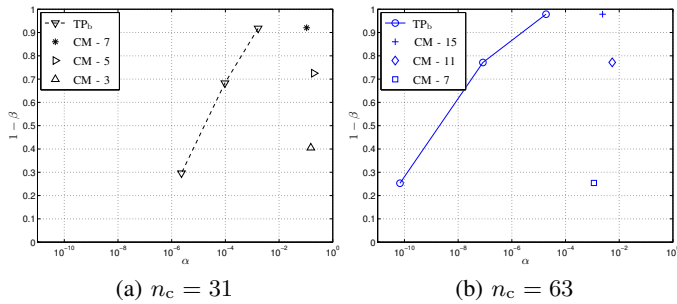 1
0.9
0.8
0.7
0.6
0.5
0.4
0.3
0.2
0.1
0
1 − β
TP_b
CM - 7
CM - 5
CM - 3
10^−10
10^−8
10^−6
10^−4
10^−2
10^0
α
(a) n_c = 31
1
0.9
0.8
0.7
0.6
0.5
0.4
0.3
0.2
0.1
0
1 − β
TP_b
CM - 15
CM - 11
CM - 7
10^−10
10^−8
10^−6
10^−4
10^−2
10^0
α
(b) n_c = 63